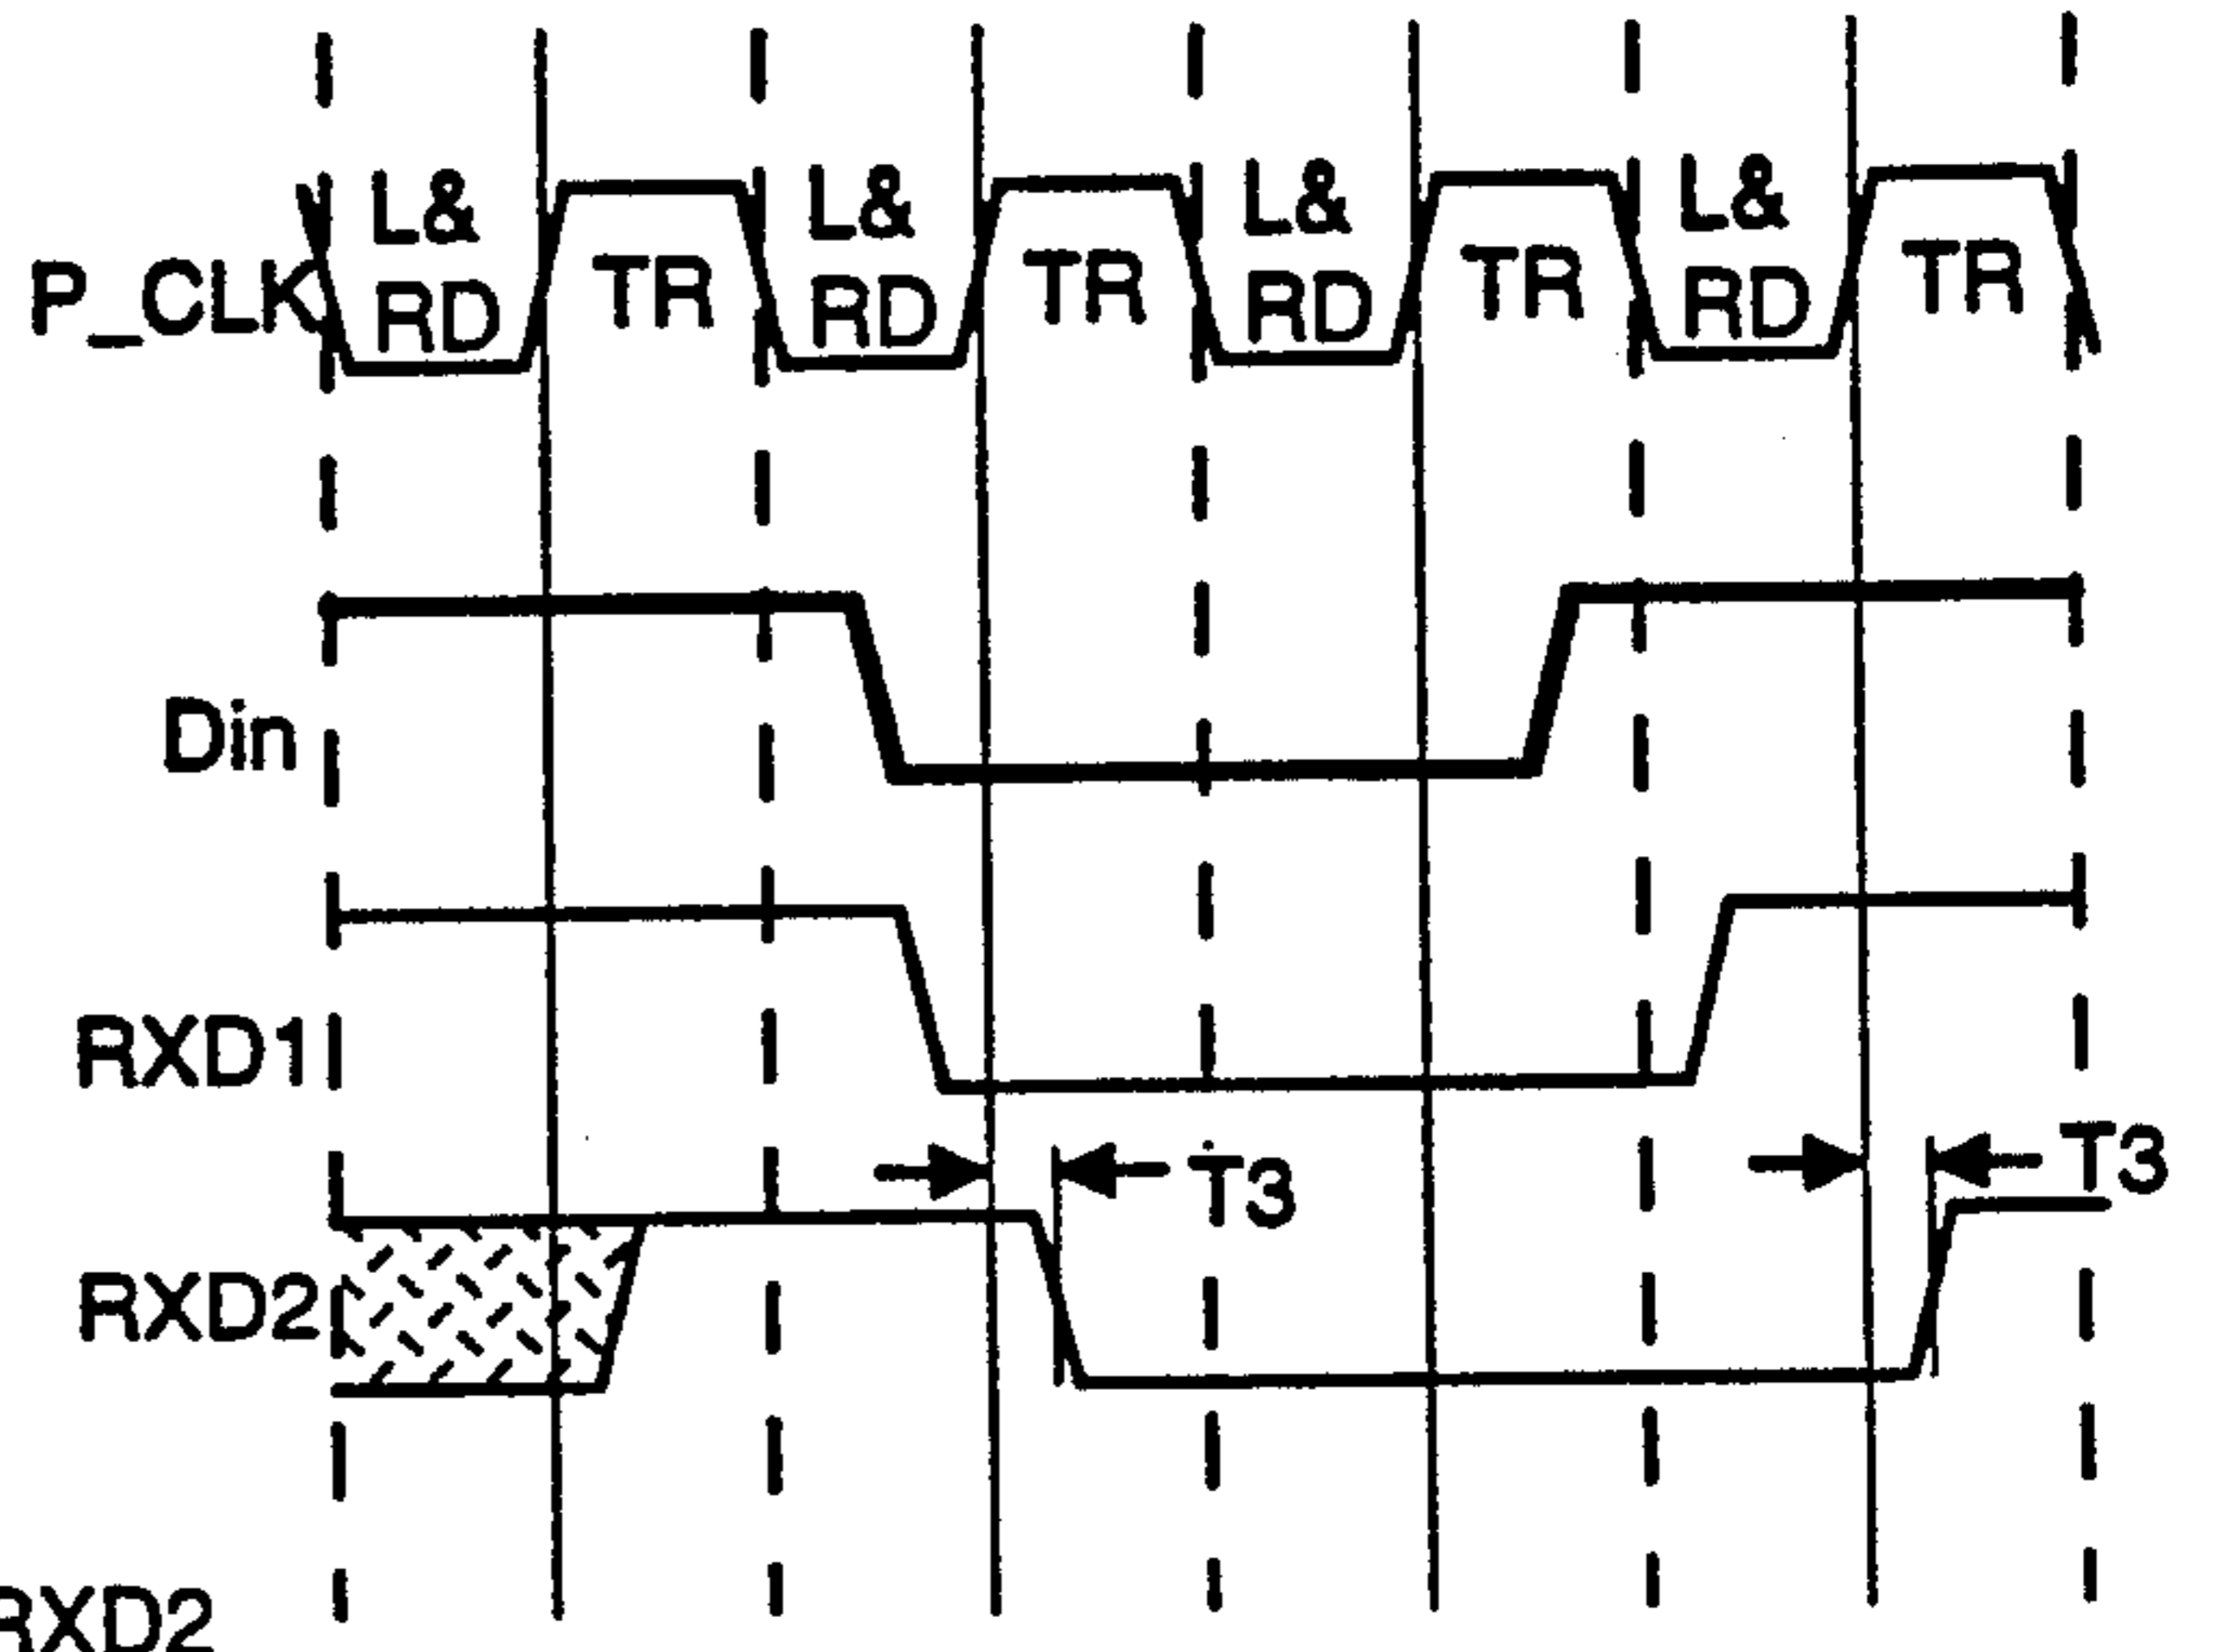 L& L& L& L&
P_CLK RD TR RD TR RD TR RD TR
Din
RXD1
T3 T3
RXD2
RXD2